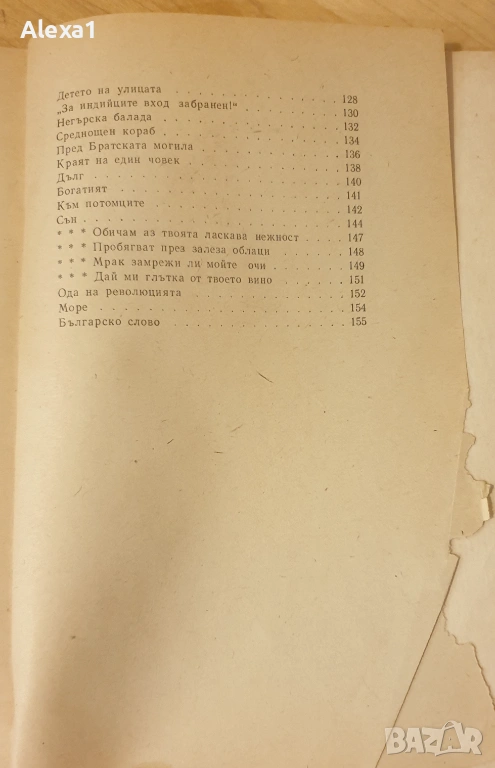 Alexa1
Детето на улицата . . . . . . . . . . . 128
„За индийците вход забранен!“ . . . . . . 130
Негърска балада . . . . . . . . . . . . 132
Среднощен кораб . . . . . . . . . . . . 134
Пред Братската могила . . . . . . . . . 136
Краят на един човек . . . . . . . . . . 138
Дълг . . . . . . . . . . . . . . . . . 140
Богатият . . . . . . . . . . . . . . . 141
Към потомците . . . . . . . . . . . . . 142
Сън . . . . . . . . . . . . . . . . . . 144
* * * Обичам аз твоята ласкава нежност . . . 147
* * * Пробягват през залеза облаци . . . . 148
* * * Мрак замрежи ли мойте очи . . . . . 149
* * * Дай ми глътка от твоето вино . . . . 151
Ода на революцията . . . . . . . . . . 152
Море . . . . . . . . . . . . . . . . . 154
Българско слово . . . . . . . . . . . . 155
BAZAR